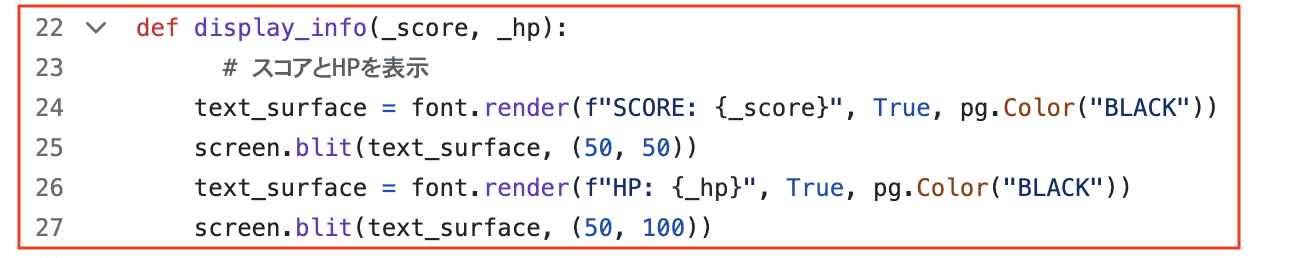 22 def display_info(_score, _hp):
23 # スコアとHPを表示
24 text_surface = font.render(f"SCORE: {_score}", True, pg.Color("BLACK"))
25 screen.blit(text_surface, (50, 50))
26 text_surface = font.render(f"HP: {_hp}", True, pg.Color("BLACK"))
27 screen.blit(text_surface, (50, 100))